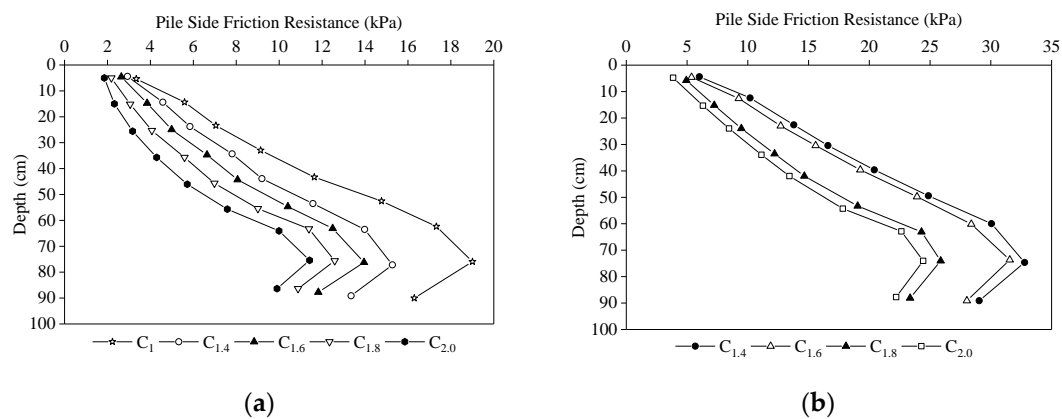 Pile Side Friction Resistance (kPa)
0 2 4 6 8 10 12 14 16 18 20
0
10
20
30
40
50
60
70
80
90
100
Depth (cm)
C1 C1.4 C1.6 C1.8 C2.0
(a)
Pile Side Friction Resistance (kPa)
0 5 10 15 20 25 30 35
0
10
20
30
40
50
60
70
80
90
100
Depth (cm)
C1.4 C1.6 C1.8 C2.0
(b)